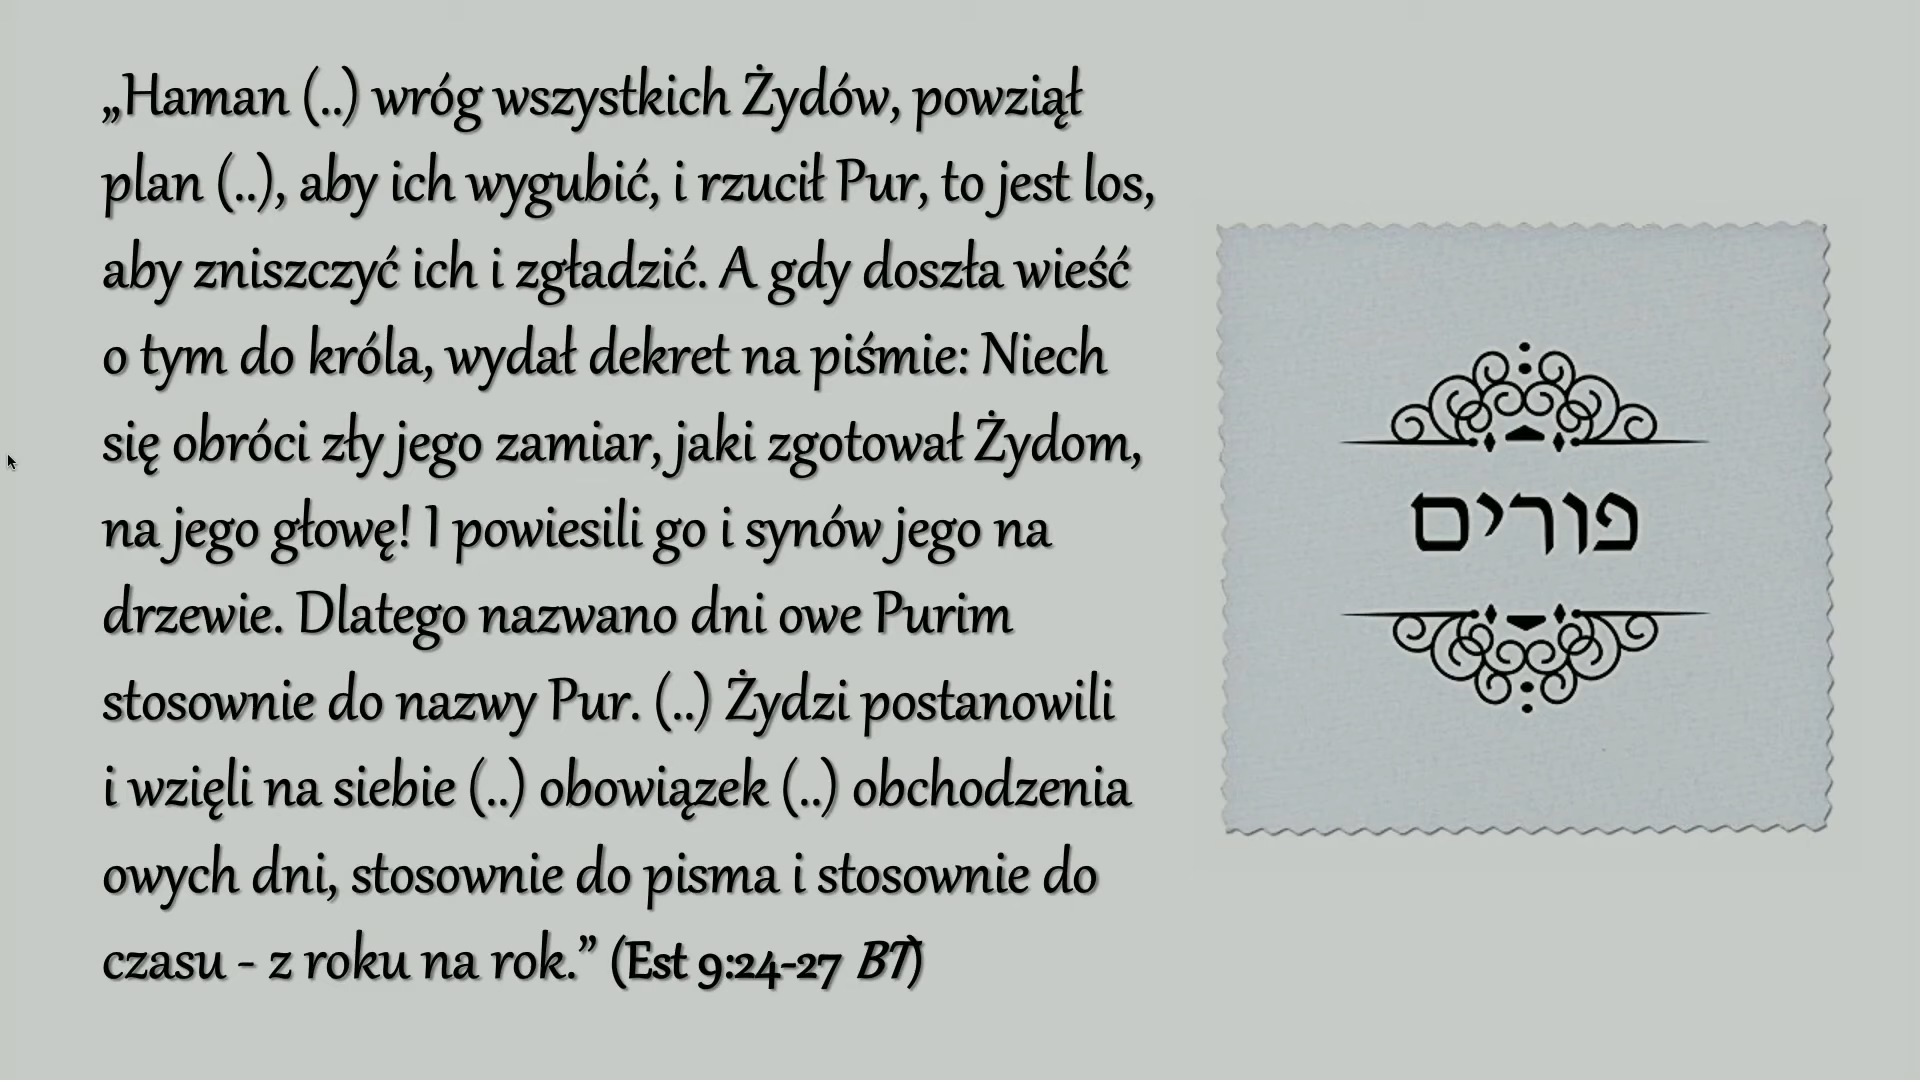 „Haman (..) wróg wszystkich Żydów, powziął
plan (..), aby ich wygubić, i rzucił Pur, to jest los,
aby zniszczyć ich i zgładzić. A gdy doszła wieść
o tym do króla, wydał dekret na piśmie: Niech
się obróci zły jego zamiar, jaki zgotował Żydom,
na jego głowę! I powiesili go i synów jego na
drzewie. Dlatego nazwano dni owe Purim
stosownie do nazwy Pur. (..) Żydzi postanowili
i wzięli na siebie (..) obowiązek (..) obchodzenia
owych dni, stosownie do pisma i stosownie do
czasu - z roku na rok.” (Est 9:24-27 BT)
פורים